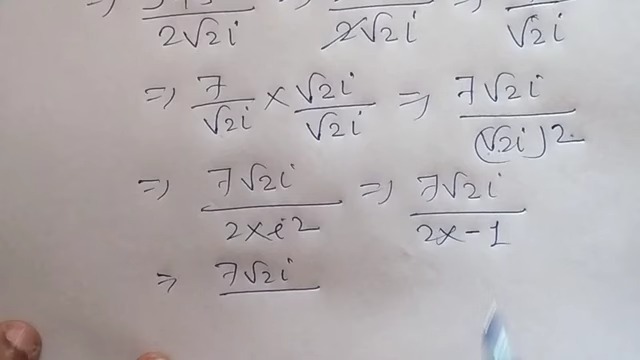 ⇒ /2√2i ⇒ /2√2i ⇒ /√2i
⇒ 7/√2i × √2i/√2i ⇒ 7√2i/(√2i)2
⇒ 7√2i/2×i2 ⇒ 7√2i/2×-1
⇒ 7√2i